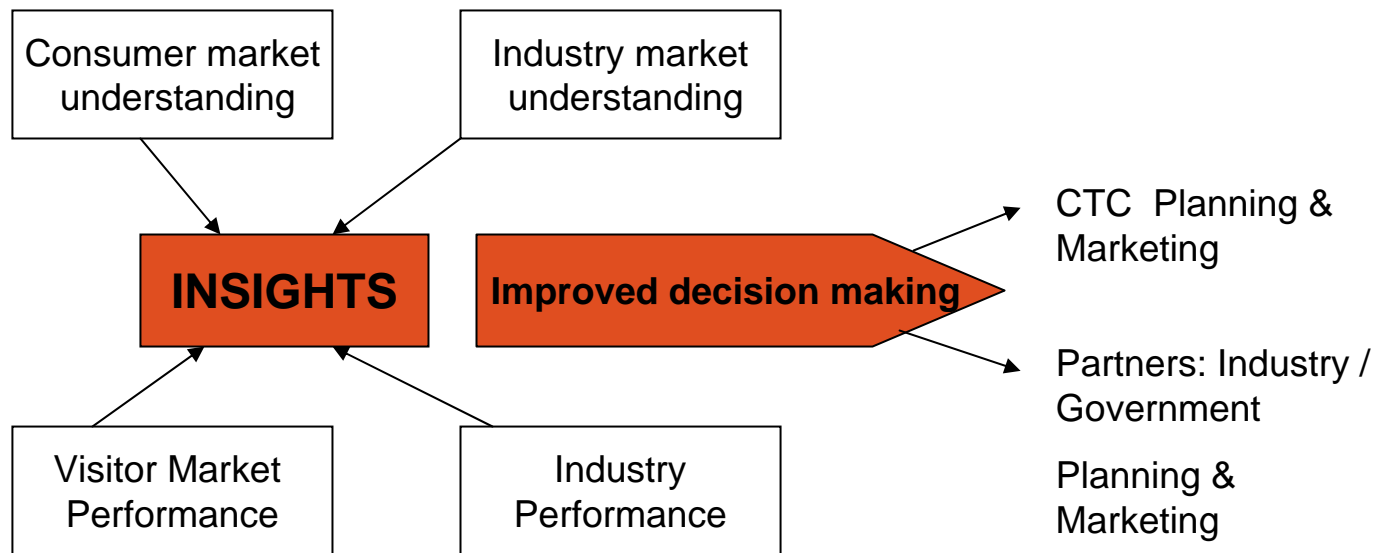 Consumer market
understanding
Industry market
understanding
INSIGHTS
Improved decision making
CTC  Planning &
Marketing
Partners: Industry /
Government
Planning &
Marketing
Visitor Market
Performance
Industry
Performance